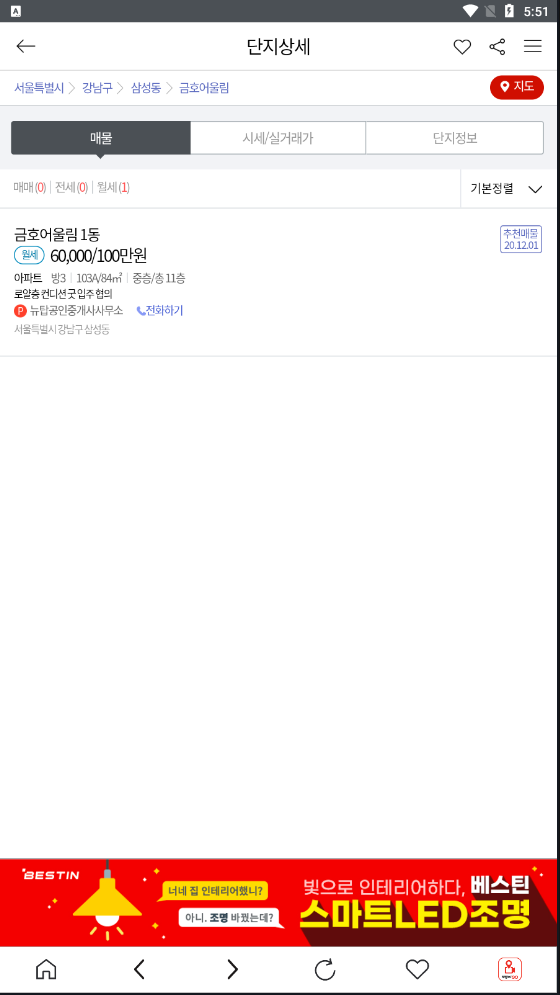 5:51
단지상세
서울특별시 강남구 삼성동 금호어울림
지도
매물 시세/실거래가 단지정보
매매(0) 전세(0) 월세(1)
기본정렬
금호어울림 1동
추천매물
20.12.01
월세 60,000/100만원
아파트 방3 103A/84㎡ 중층/총 11층
로얄층 컨디션 굿 입주 협의
P 뉴탑공인중개사사무소 전화하기
서울특별시 강남구 삼성동
BESTIN
너네 집 인테리어했니?
아니. 조명 바꿨는데?
빛으로 인테리어하다, 베스틴
스마트LED조명